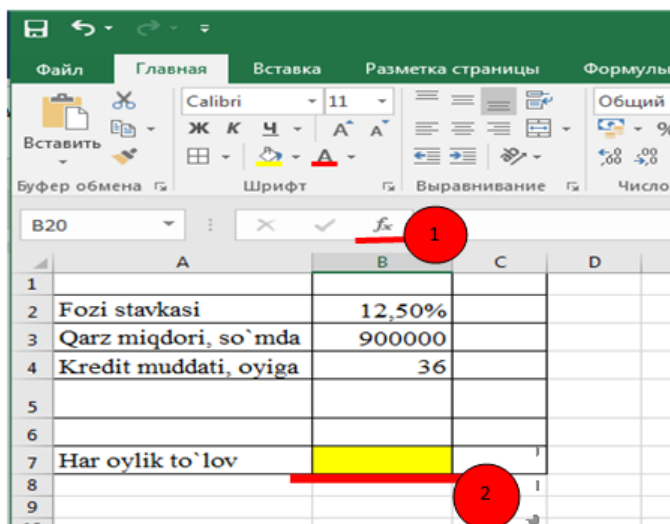 Файл Главная Вставка Разметка страницы Формулы
Вставить
Calibri 11
Ж К Ч
Общий
Буфер обмена Шрифт Выравнивание Число
B20 fx 1
A B C D
1
2 Fozi stavkasi 12,50%
3 Qarz miqdori, so`mda 900000
4 Kredit muddati, oyiga 36
5
6
7 Har oylik to`lov
8 2
9